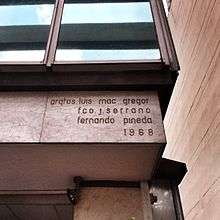 arqtos. luis mac gregor
fco. j. serrano
fernando pineda
1968